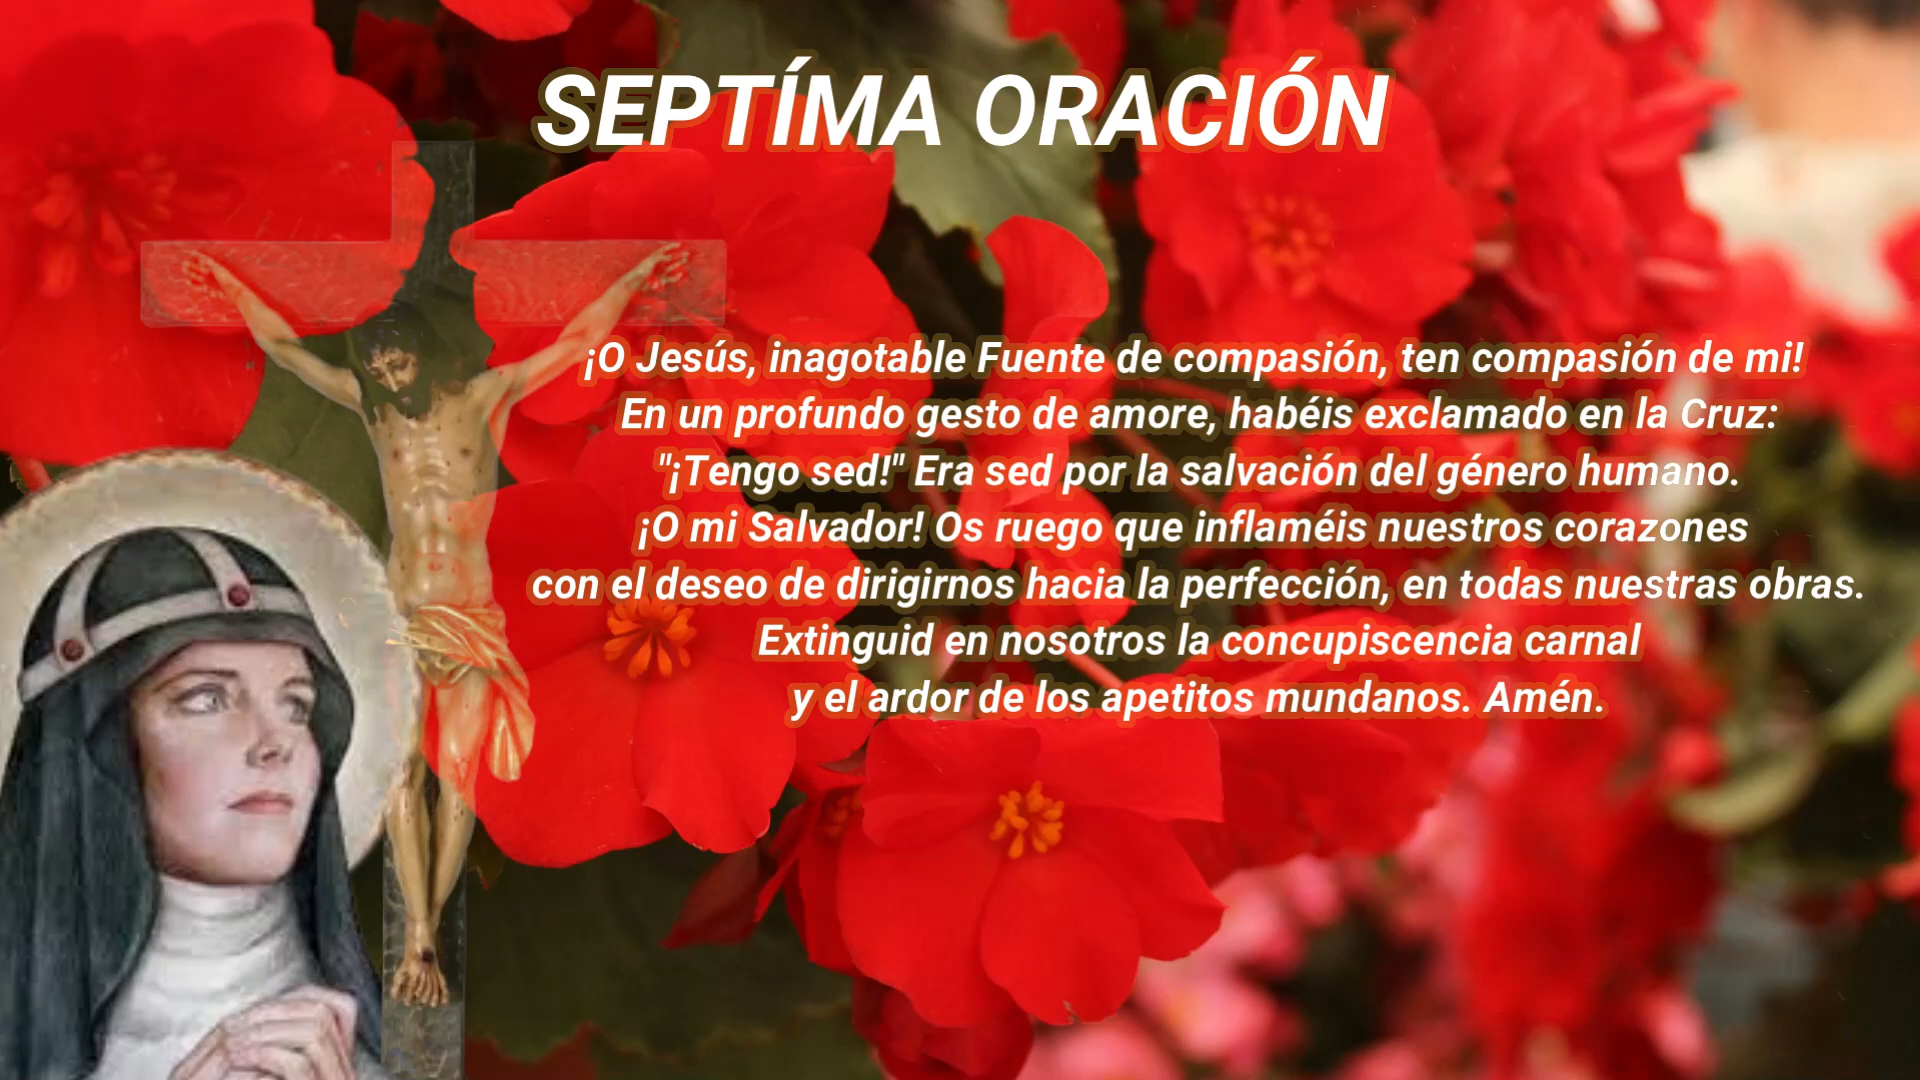 SEPTÍMA ORACIÓN
¡O Jesús, inagotable Fuente de compasión, ten compasión de mi!
En un profundo gesto de amore, habéis exclamado en la Cruz:
"¡Tengo sed!" Era sed por la salvación del género humano.
¡O mi Salvador! Os ruego que inflaméis nuestros corazones
con el deseo de dirigirnos hacia la perfección, en todas nuestras obras.
Extinguid en nosotros la concupiscencia carnal
y el ardor de los apetitos mundanos. Amén.